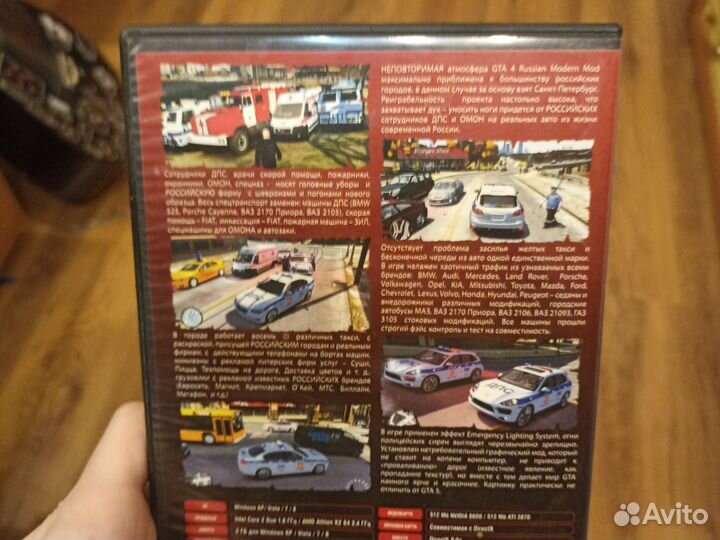 Сотрудники ДПС, врачи скорой помощи, пожарники,
охранники, ОМОН, спецназ - носят головные уборы и
РОССИЙСКУЮ форму с шевронами и погонами нового
образца.
Весь спецтранспорт заменен: машины ДПС (BMW
525, Porche Cayenne, ВАЗ 2170 Приора, ВАЗ 2105), скорая
помощь – FIAT, инкассация – FIAT, пожарная машина – ЗИЛ,
спецмашины для ОМОНА и автозаки.
В городе работает восемь (!) различных такси, с
раскраской, присущей РОССИЙСКИМ городам и реальным
фирмам, с действующими телефонами на бортах машин,
минивэны с рекламой питерских фирм услуг – Суши,
Пицца, Техпомощь на дороге, Доставка цветов и т. д.,
грузовики с рекламой известных РОССИЙСКИХ брендов
(Евросеть, Магнит, Крепмаркет, О`Кей, МТС, Биллайн,
Мегафон, и т.д.)
НЕПОВТОРИМАЯ атмосфера GTA 4 Russian Modern Mod
максимально приближена к большинству российских
городов, в данном случае за основу взят Санкт-Петербург.
Реиграбельность проекта настолько высока, что
захватывает дух – уносить ноги придется от РОССИЙСКИХ
сотрудников ДПС и ОМОН на реальных авто из жизни
современной России.
Burger Shot
Отсутствует проблема засилья желтых такси и
бесконечной череды из авто одной единственной марки.
В игре налажен хаотичный трафик из узнаваемых всеми
брендов: BMW, Audi, Mercedes, Land Rover, Porsche,
Volkswagen, Opel, KIA, Mitsubishi, Toyota, Mazda, Ford,
Chevrolet, Lexus, Volvo, Honda, Hyundai, Peugeot – седаны и
внедорожники различных модификаций, городские
автобусы МАЗ, ВАЗ 2170 Приора, ВАЗ 2106, ВАЗ 21093, ГАЗ
3105 стоковых модификаций. Все машины прошли
строгий фэйс контроль и тест на совместимость.
ДПС
В игре применен эффект Emergency Lighting System, огни
полицейских сирен выглядят черезвычайно зрелищно.
Установлен нетребовательный графический мод, который
не ставит на колени компьютер, не приводит к
«проваливанию» дорог (известное явление, как
пропадание текстур), но вместе с тем делает мир GTA
намного ярче и красочнее. Картинку практически не
отличить от GTA 5.
Windows XP / Vista / 7 / 8
Intel Core 2 Duo 1.8 ГГц / AMD Athlon X2 64 2.4 ГГц
2 ГБ для Windows XP / Vista / 7 / 8
ВИДЕОКАРТА 512 Мб NVIDIA 8600 / 512 Мб ATI 3870
ЗВУКОВАЯ КАРТА Совместимая с DirectX
Avito